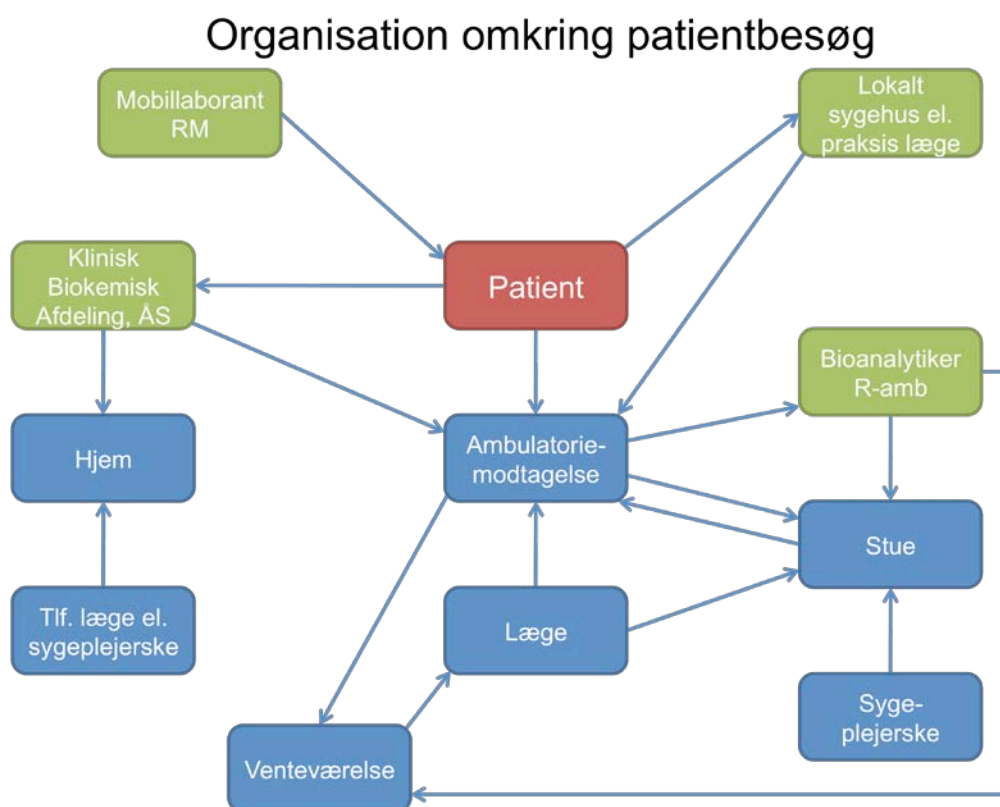 Organisation omkring patientbesøg
Mobillaborant
RM
Lokalt
sygehus el.
praksis læge
Klinisk
Biokemisk
Afdeling, ÅS
Patient
Bioanalytiker
R-amb
Hjem
Ambulatorie-
modtagelse
Stue
Tlf. læge el.
sygeplejerske
Læge
Syge-
plejerske
Venteværelse